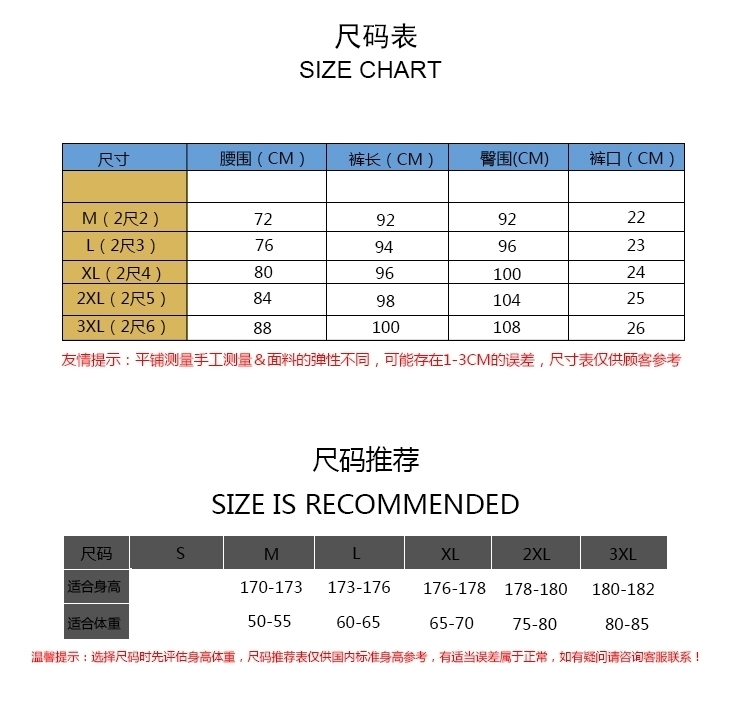 尺码表
SIZE CHART
尺寸 腰围（CM） 裤长（CM） 臀围(CM) 裤口（CM）
M（2尺2） 72 92 92 22
L（2尺3） 76 94 96 23
XL（2尺4） 80 96 100 24
2XL（2尺5） 84 98 104 25
3XL（2尺6） 88 100 108 26
友情提示：平铺测量手工测量＆面料的弹性不同，可能存在1-3CM的误差，尺寸表仅供顾客参考
尺码推荐
SIZE IS RECOMMENDED
尺码 S M L XL 2XL 3XL
适合身高 170-173 173-176 176-178 178-180 180-182
适合体重 50-55 60-65 65-70 75-80 80-85
温馨提示：选择尺码时先评估身高体重，尺码推荐表仅供国内标准身高参考，有适当误差属于正常，如有疑问请咨询客服联系！